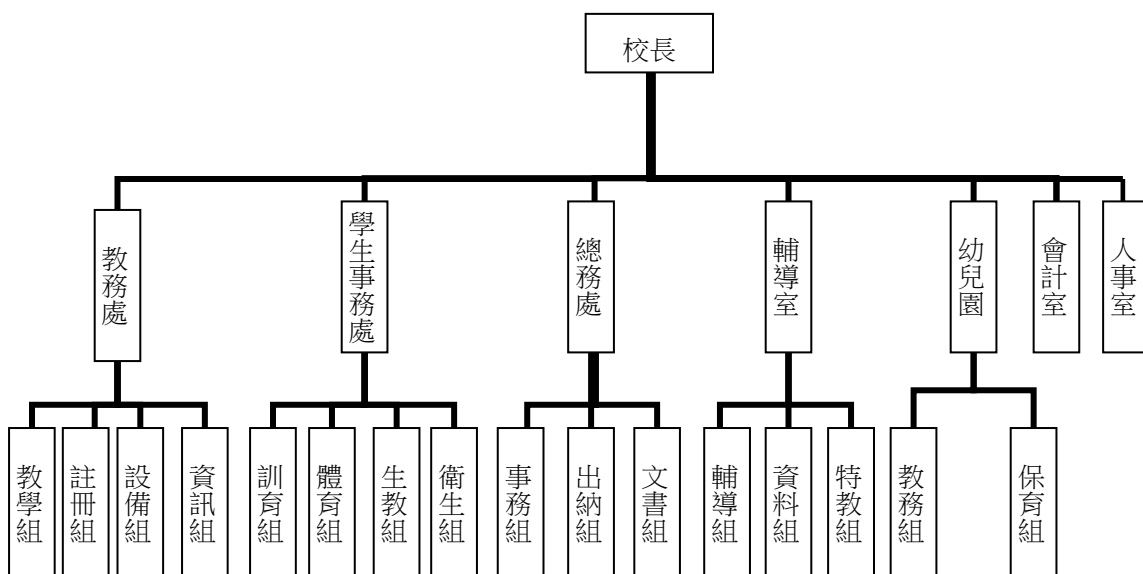 校長
教務處
學生事務處
總務處
輔導室
幼兒園
會計室
人事室
教學組
註冊組
設備組
資訊組
訓育組
體育組
生教組
衛生組
事務組
出納組
文書組
輔導組
資料組
特教組
教務組
保育組